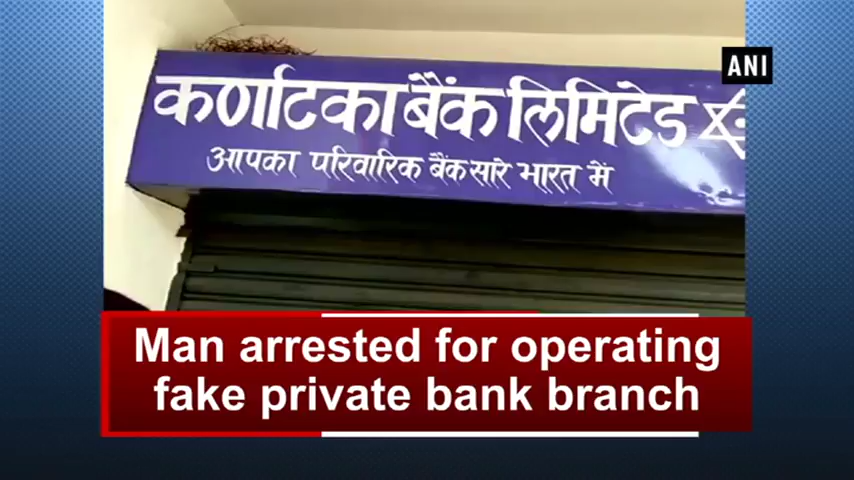 ANI
कर्णाटका बैंक लिमिटेड
आपका परिवारिक बैंक सारे भारत में
Man arrested for operating
fake private bank branch